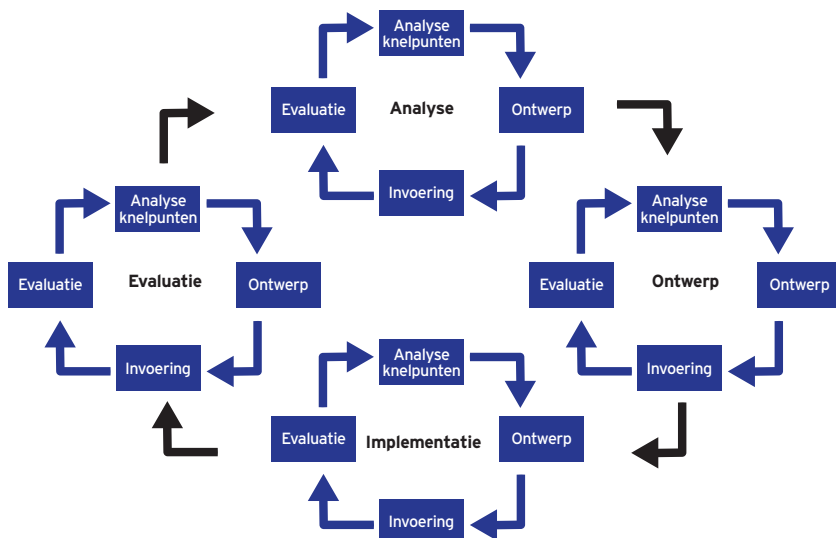 Analyse
knelpunten
Evaluatie
Analyse
Ontwerp
Invoering
Analyse
knelpunten
Evaluatie
Evaluatie
Ontwerp
Invoering
Analyse
knelpunten
Evaluatie
Ontwerp
Ontwerp
Invoering
Analyse
knelpunten
Evaluatie
Implementatie
Ontwerp
Invoering